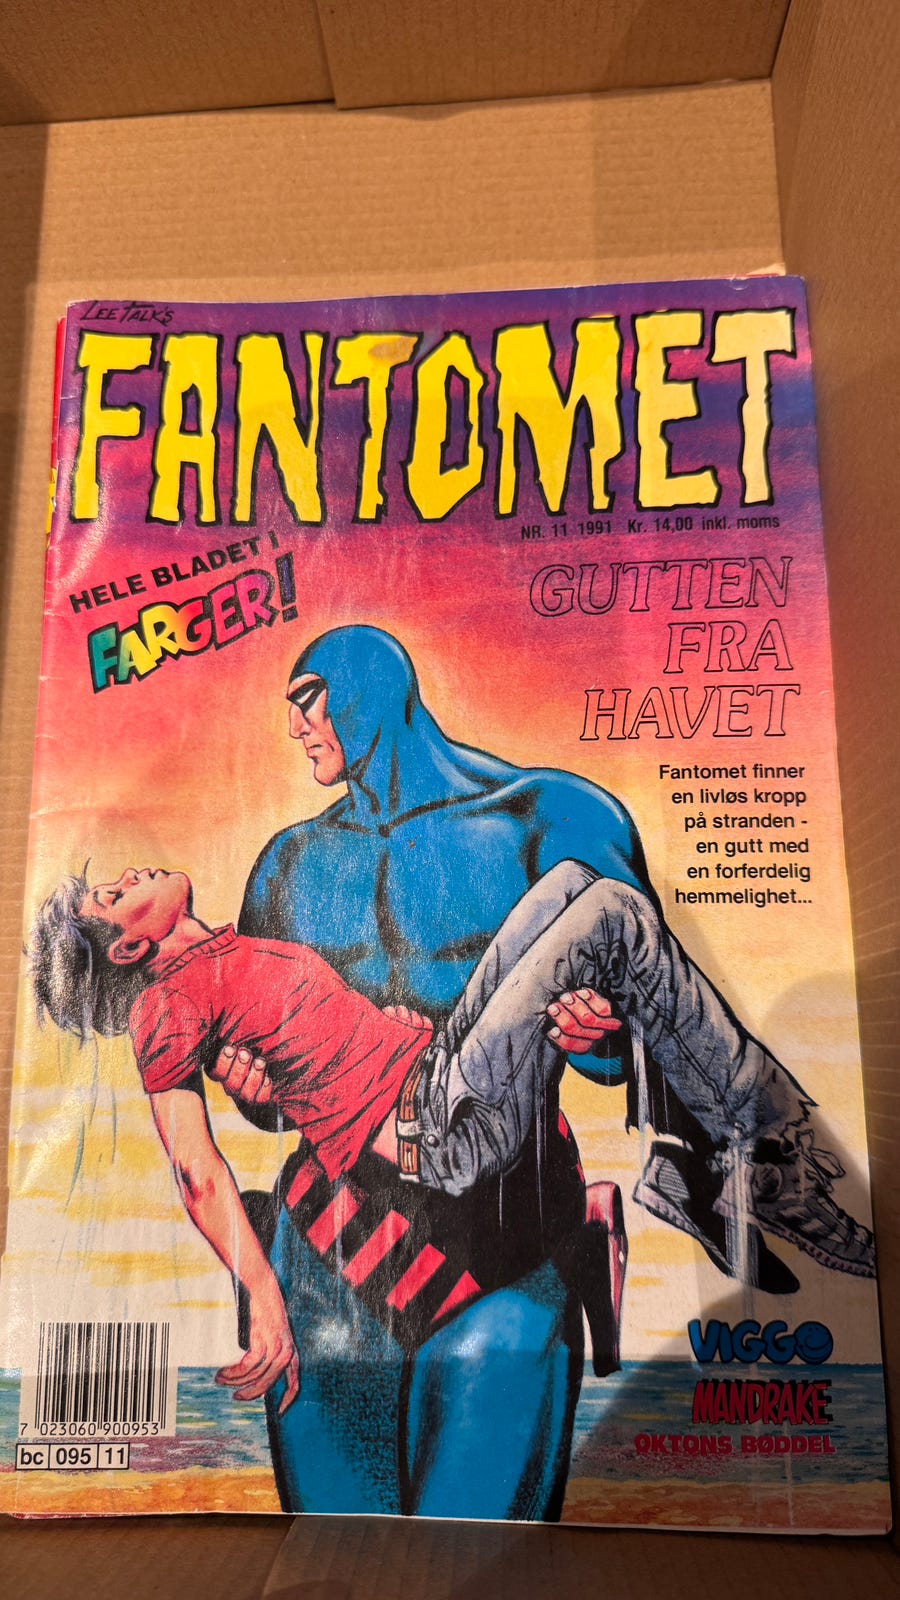 LEE FALK'S
FANTOMET
NR. 11 1991 Kr. 14,00 inkl. moms
HELE BLADET I
FARGER!
GUTTEN
FRA
HAVET
Fantomet finner
en livløs kropp
på stranden -
en gutt med
en forferdelig
hemmelighet...
VIGGO
MANDRAKE
OKTONS BØDDEL
7 023060 900953
bc 095 11